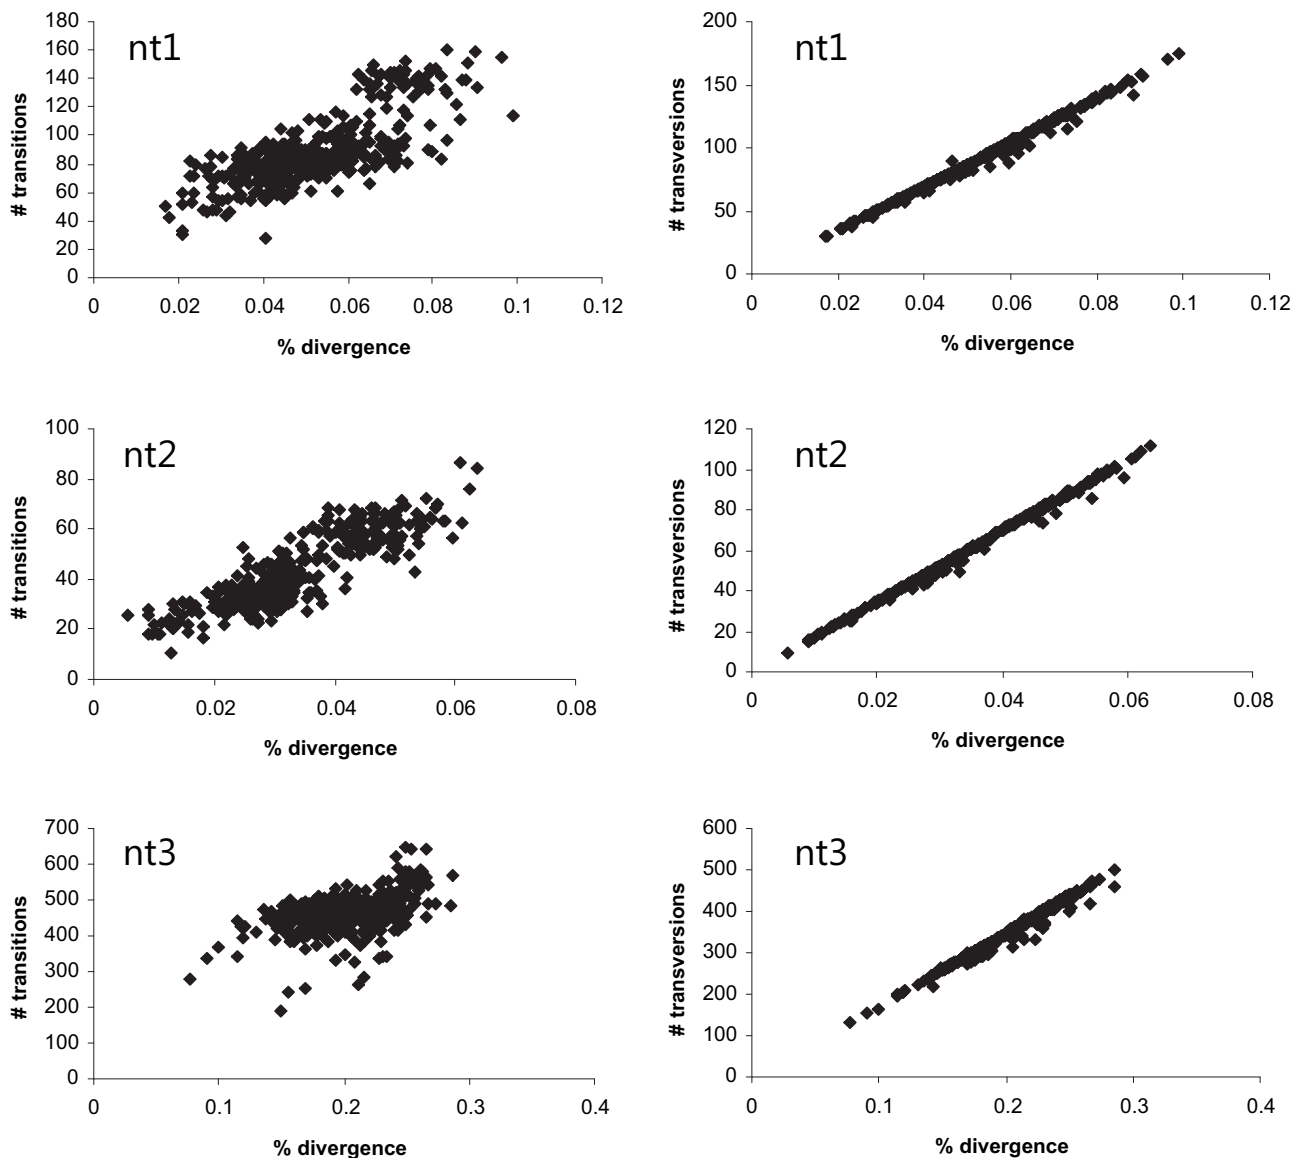 nt1
# transitions
180
160
140
120
100
80
60
40
20
0
0 0.02 0.04 0.06 0.08 0.1 0.12
% divergence
nt1
# transversions
200
150
100
50
0
0 0.02 0.04 0.06 0.08 0.1 0.12
% divergence
nt2
# transitions
100
80
60
40
20
0
0 0.02 0.04 0.06 0.08
% divergence
nt2
# transversions
120
100
80
60
40
20
0
0 0.02 0.04 0.06 0.08
% divergence
nt3
# transitions
700
600
500
400
300
200
100
0
0 0.1 0.2 0.3 0.4
% divergence
nt3
# transversions
600
500
400
300
200
100
0
0 0.1 0.2 0.3 0.4
% divergence